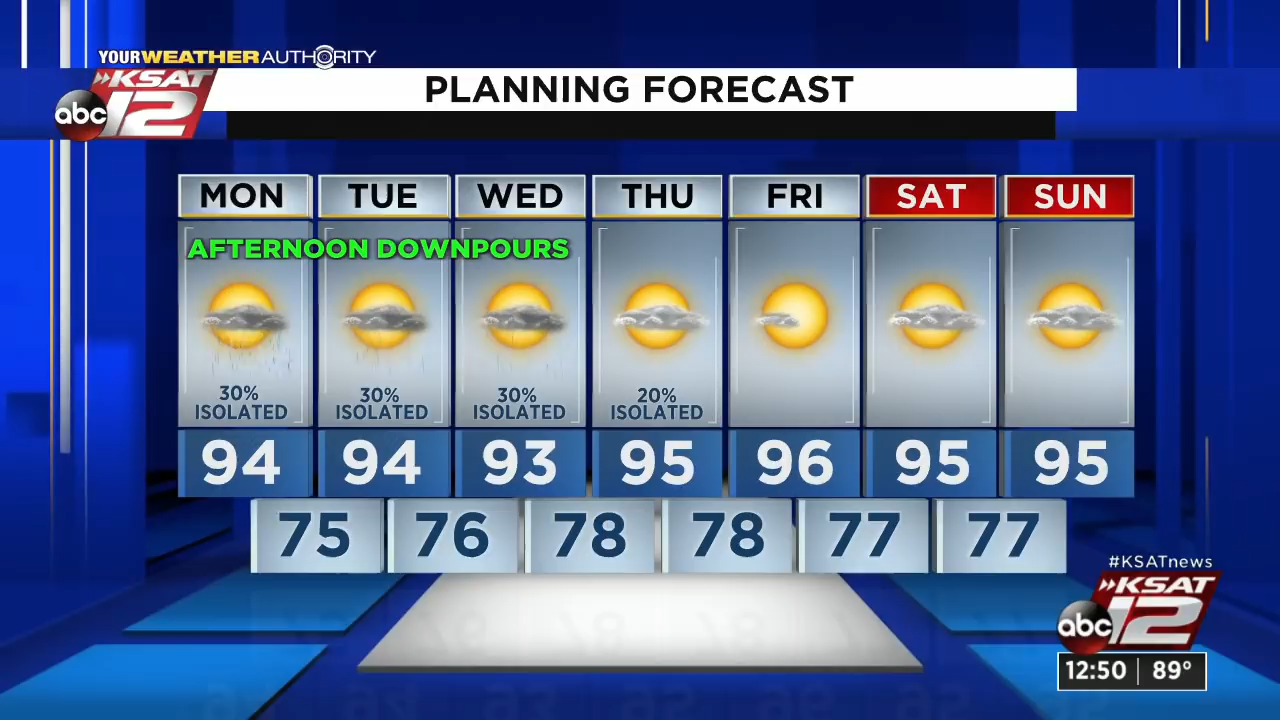 YOURWEATHERAUTHORITY
KSAT
abc 12
PLANNING FORECAST
MON TUE WED THU FRI SAT SUN
AFTERNOON DOWNPOURS
30% 30% 30% 20%
ISOLATED ISOLATED ISOLATED ISOLATED
94 94 93 95 96 95 95
75 76 78 78 77 77
#KSATnews
KSAT
abc 12
12:50 89°